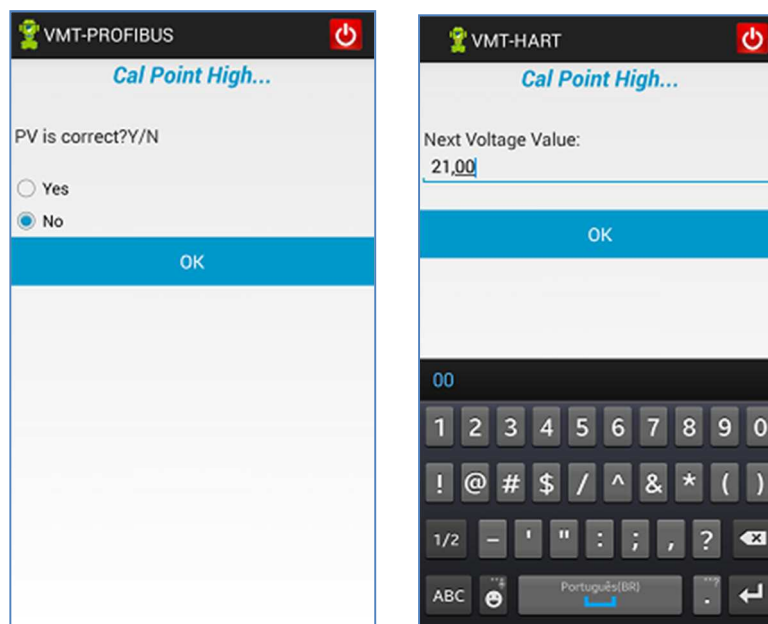 VMT-PROFIBUS
Cal Point High...
PV is correct?Y/N
Yes
No
OK
VMT-HART
Cal Point High...
Next Voltage Value:
21,00
OK
00
1 2 3 4 5 6 7 8 9 0
! @ # $ / ^ & * ( )
1/2 - ' " : ; , ?
ABC Português(BR) .